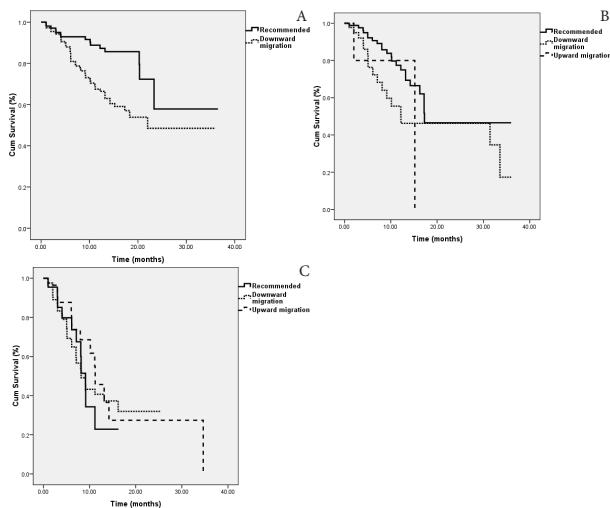 A
1.0
0.8
0.6
0.4
0.2
0.0
Cum Survival (%)
0.00
10.00
20.00
30.00
40.00
Time (months)
Recommended
Downward
migration
B
1.0
0.8
0.6
0.4
0.2
0.0
Cum Survival (%)
0.00
10.00
20.00
30.00
40.00
Time (months)
Recommended
Downward
migration
Upward migration
C
1.0
0.8
0.6
0.4
0.2
0.0
Cum Survival (%)
0.00
10.00
20.00
30.00
40.00
Time (months)
Recommended
Downward
migration
Upward migration